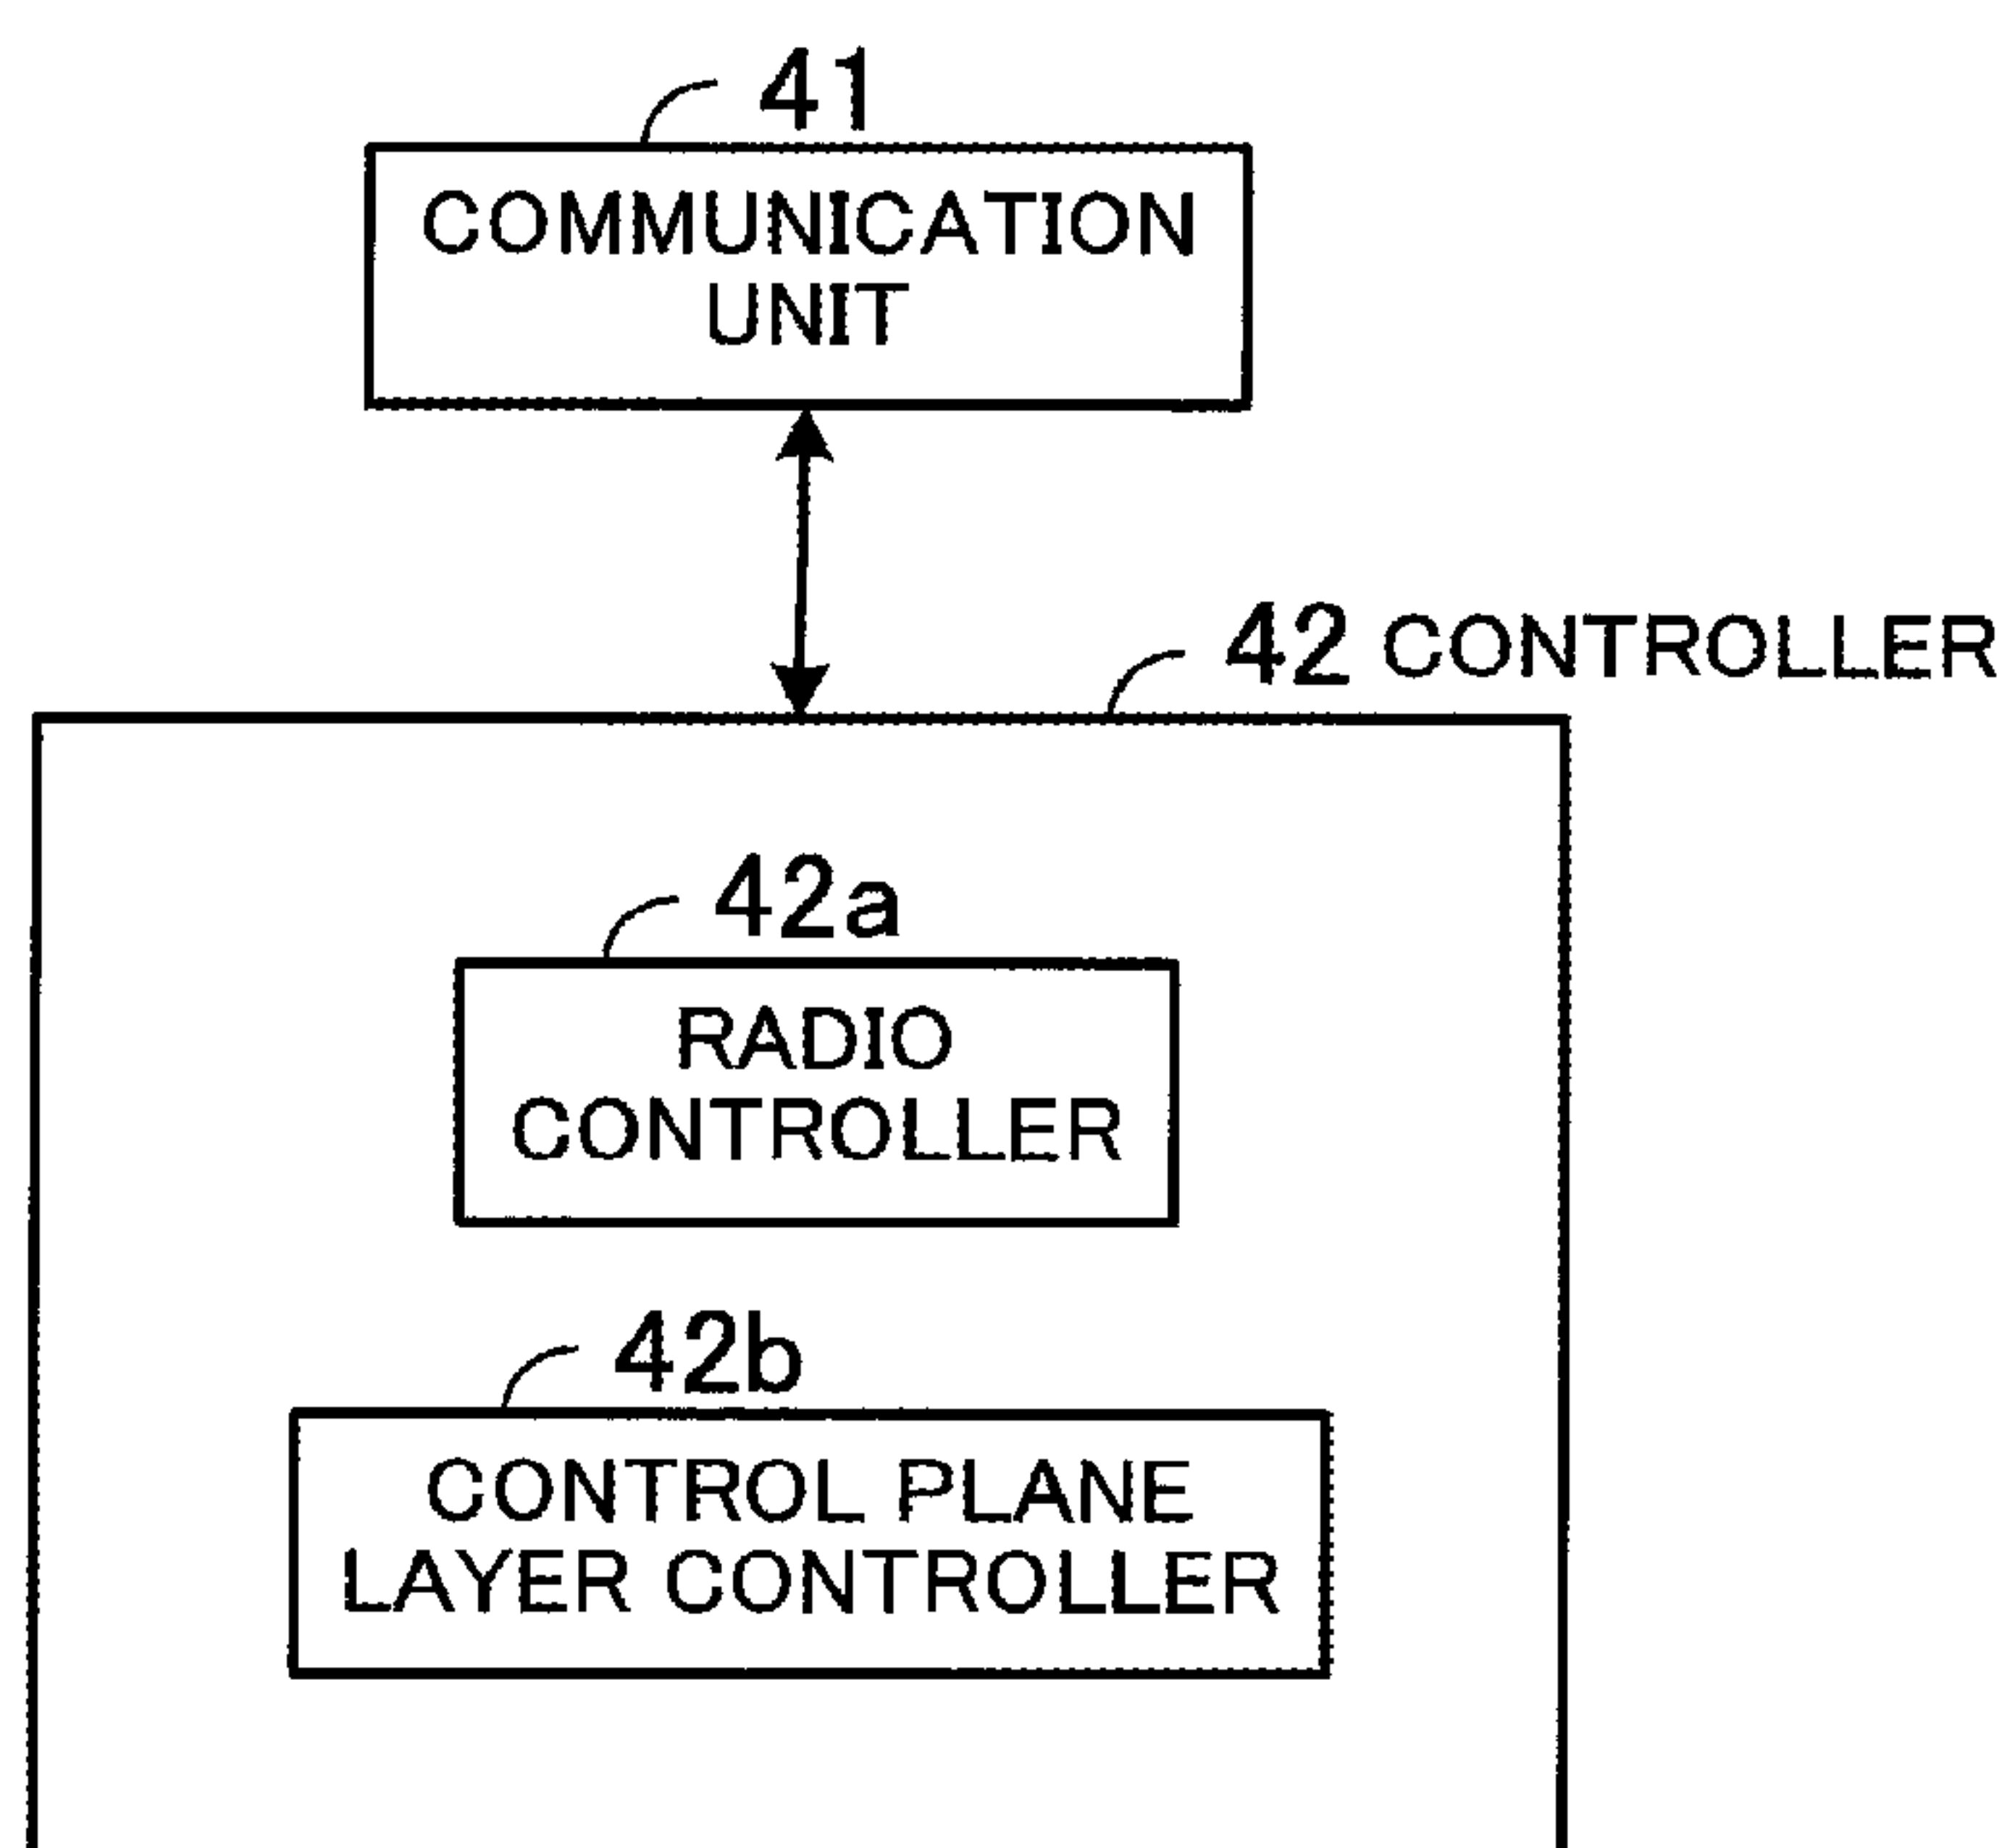 41
COMMUNICATION
UNIT
42 CONTROLLER
42a
RADIO
CONTROLLER
42b
CONTROL PLANE
LAYER CONTROLLER